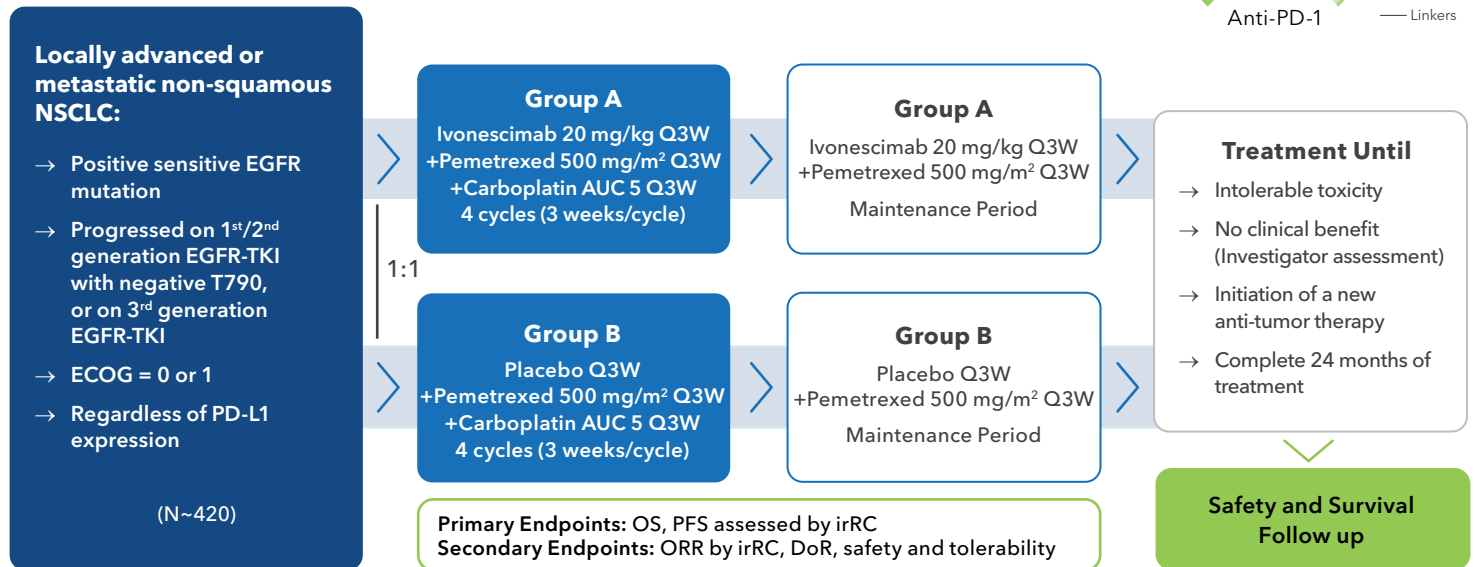 Anti-PD-1
Linkers
Locally advanced or
metastatic non-squamous
NSCLC:
→ Positive sensitive EGFR
mutation
→ Progressed on 1st/2nd
generation EGFR-TKI
with negative T790,
or on 3rd generation
EGFR-TKI
→ ECOG = 0 or 1
→ Regardless of PD-L1
expression
(N~420)
1:1
Group A
Ivonescimab 20 mg/kg Q3W
+Pemetrexed 500 mg/m² Q3W
+Carboplatin AUC 5 Q3W
4 cycles (3 weeks/cycle)
Group A
Ivonescimab 20 mg/kg Q3W
+Pemetrexed 500 mg/m² Q3W
Maintenance Period
Group B
Placebo Q3W
+Pemetrexed 500 mg/m² Q3W
+Carboplatin AUC 5 Q3W
4 cycles (3 weeks/cycle)
Group B
Placebo Q3W
+Pemetrexed 500 mg/m² Q3W
Maintenance Period
Treatment Until
→ Intolerable toxicity
→ No clinical benefit
(Investigator assessment)
→ Initiation of a new
anti-tumor therapy
→ Complete 24 months of
treatment
Primary Endpoints: OS, PFS assessed by irRC
Secondary Endpoints: ORR by irRC, DoR, safety and tolerability
Safety and Survival
Follow up